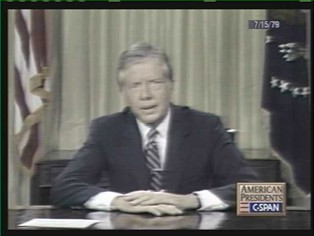 7/15/79
AMERICAN
PRESIDENTS
C-SPAN